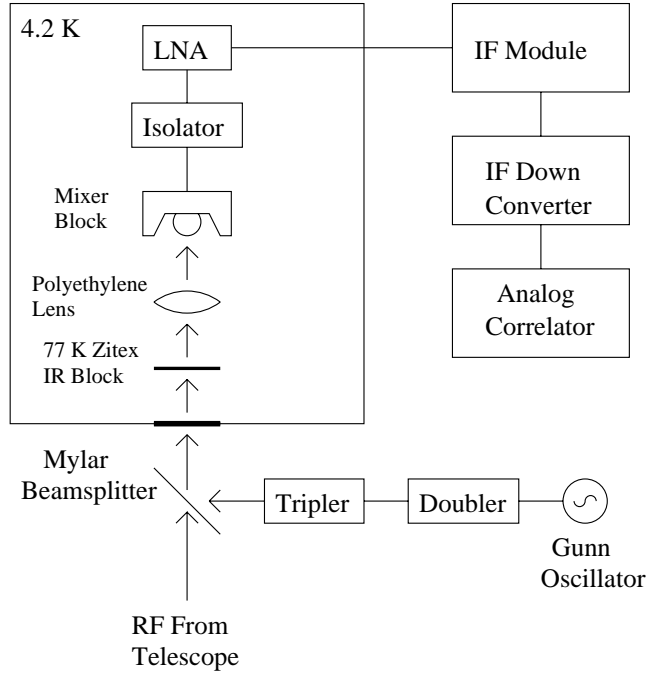 4.2 K
LNA
IF Module
Isolator
Mixer
Block
IF Down
Converter
Polyethylene
Lens
Analog
Correlator
77 K Zitex
IR Block
Mylar
Beamsplitter
Tripler
Doubler
Gunn
Oscillator
RF From
Telescope